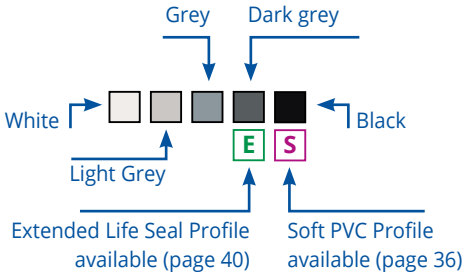 Grey
Dark grey
White
Black
Light Grey
E
S
Extended Life Seal Profile
available (page 40)
Soft PVC Profile
available (page 36)